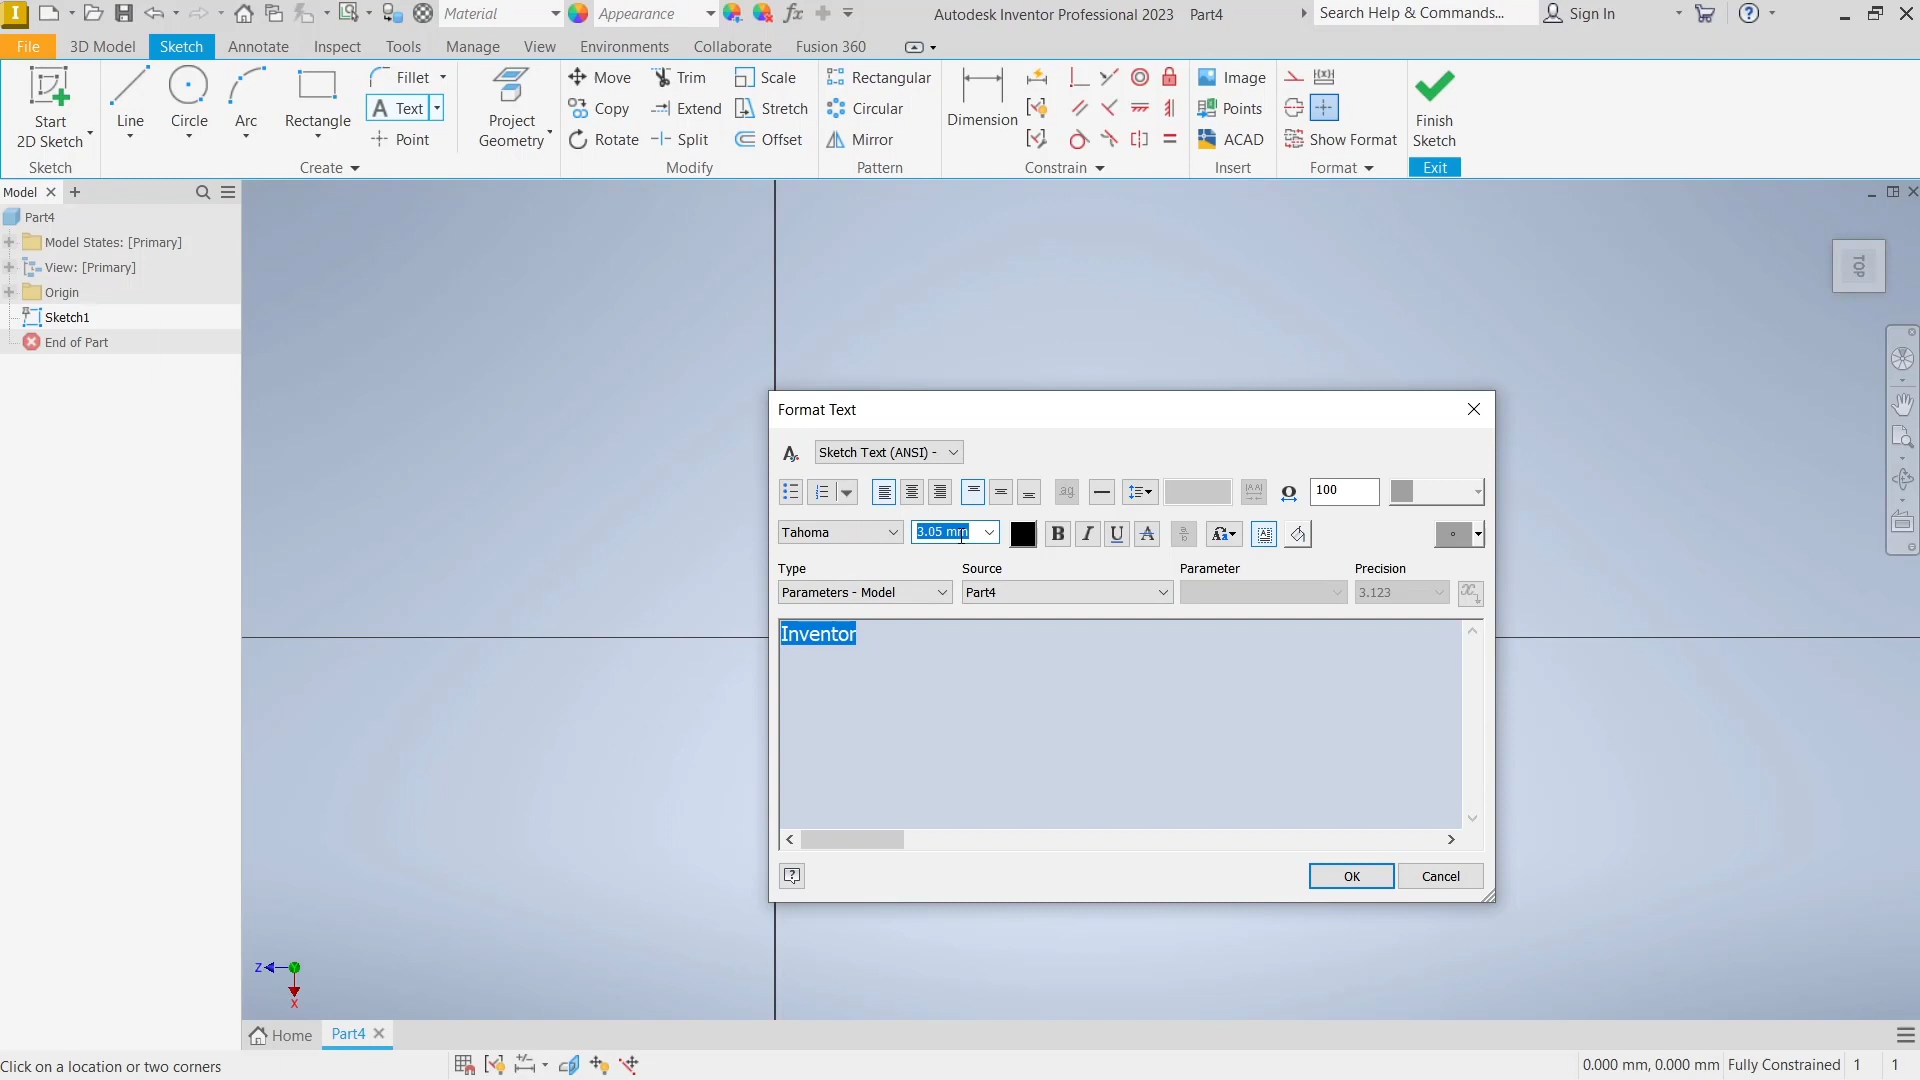 Material
Appearance
Autodesk Inventor Professional 2023 Part4
Search Help & Commands...
Sign In
File 3D Model Sketch Annotate Inspect Tools Manage View Environments Collaborate Fusion 360
Start
2D Sketch
Sketch
Line
Circle
Arc
Rectangle
Fillet
Text
Point
Create
Project
Geometry
Move
Copy
Rotate
Trim
Extend
Split
Scale
Stretch
Offset
Modify
Rectangular
Circular
Mirror
Pattern
Dimension
Constrain
Image
Points
ACAD
Insert
Show Format
Format
Finish
Sketch
Exit
Model
Part4
Model States: [Primary]
View: [Primary]
Origin
Sketch1
End of Part
TOP
Format Text
Sketch Text (ANSI) -
100
Tahoma
3.05 mm
Type
Source
Parameter
Precision
Parameters - Model
Part4
3.123
Inventor
OK
Cancel
Z
X
Home
Part4
Click on a location or two corners
0.000 mm, 0.000 mm Fully Constrained 1 1